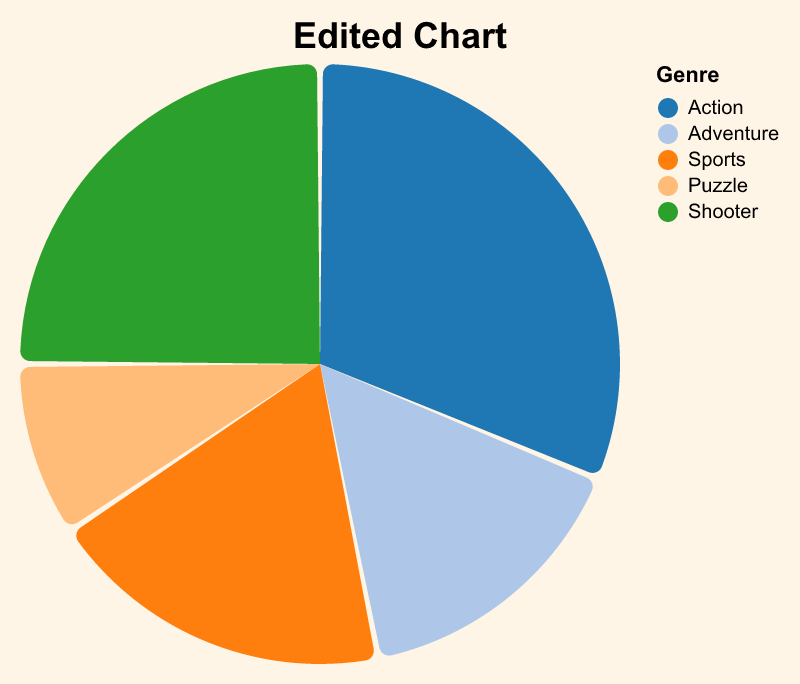 Edited Chart
Genre
Action
Adventure
Sports
Puzzle
Shooter